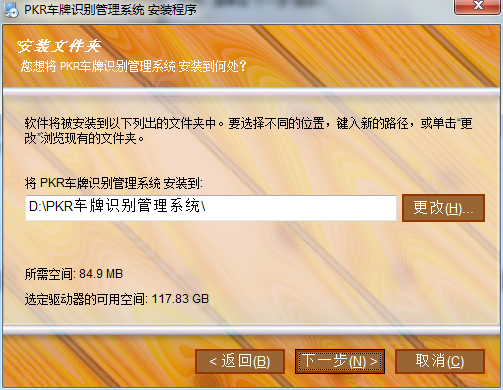 PKR车牌识别管理系统 安装程序
安装文件夹
您想将 PKR车牌识别管理系统 安装到何处?
软件将被安装到以下列出的文件夹中。要选择不同的位置，键入新的路径，或单击“更
改”浏览现有的文件夹。
将 PKR车牌识别管理系统 安装到:
D:\PKR车牌识别管理系统\
更改(H)...
所需空间: 84.9 MB
选定驱动器的可用空间: 117.83 GB
< 返回(B)
下一步(N) >
取消(C)